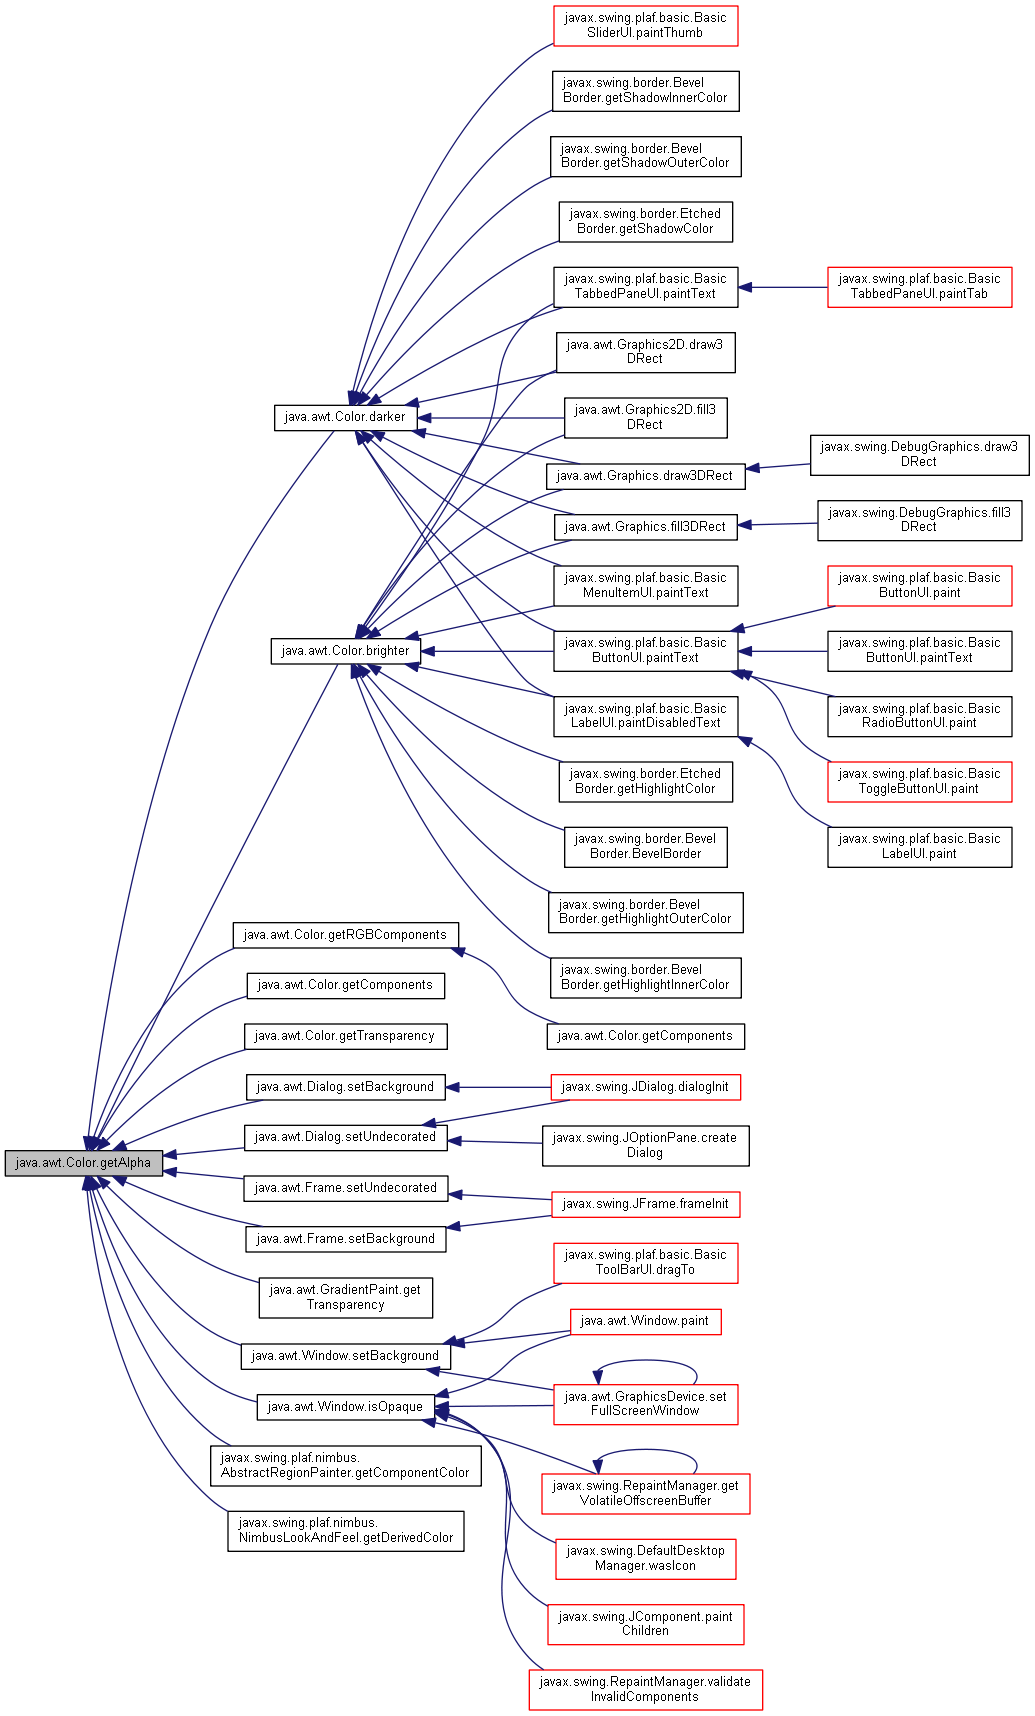 javax.swing.plaf.basic.Basic
SliderUI.paintThumb
javax.swing.border.Bevel
Border.getShadowInnerColor
javax.swing.border.Bevel
Border.getShadowOuterColor
javax.swing.border.Etched
Border.getShadowColor
javax.swing.plaf.basic.Basic
TabbedPaneUI.paintText
javax.swing.plaf.basic.Basic
TabbedPaneUI.paintTab
java.awt.Graphics2D.draw3
DRect
java.awt.Graphics2D.fill3
DRect
java.awt.Color.darker
java.awt.Graphics.draw3DRect
javax.swing.DebugGraphics.draw3
DRect
java.awt.Graphics.fill3DRect
javax.swing.DebugGraphics.fill3
DRect
javax.swing.plaf.basic.Basic
MenuItemUI.paintText
javax.swing.plaf.basic.Basic
ButtonUI.paint
java.awt.Color.brighter
javax.swing.plaf.basic.Basic
ButtonUI.paintText
javax.swing.plaf.basic.Basic
ButtonUI.paintText
javax.swing.plaf.basic.Basic
LabelUI.paintDisabledText
javax.swing.plaf.basic.Basic
RadioButtonUI.paint
javax.swing.border.Etched
Border.getHighlightColor
javax.swing.plaf.basic.Basic
ToggleButtonUI.paint
javax.swing.border.Bevel
Border.BevelBorder
javax.swing.plaf.basic.Basic
LabelUI.paint
javax.swing.border.Bevel
Border.getHighlightOuterColor
java.awt.Color.getRGBComponents
javax.swing.border.Bevel
Border.getHighlightInnerColor
java.awt.Color.getComponents
java.awt.Color.getTransparency
java.awt.Color.getComponents
java.awt.Dialog.setBackground
javax.swing.JDialog.dialogInit
java.awt.Dialog.setUndecorated
javax.swing.JOptionPane.create
Dialog
java.awt.Color.getAlpha
java.awt.Frame.setUndecorated
javax.swing.JFrame.frameInit
java.awt.Frame.setBackground
javax.swing.plaf.basic.Basic
ToolBarUI.dragTo
java.awt.GradientPaint.get
Transparency
java.awt.Window.paint
java.awt.Window.setBackground
java.awt.GraphicsDevice.set
FullScreenWindow
java.awt.Window.isOpaque
javax.swing.plaf.nimbus.
AbstractRegionPainter.getComponentColor
javax.swing.RepaintManager.get
VolatileOffscreenBuffer
javax.swing.plaf.nimbus.
NimbusLookAndFeel.getDerivedColor
javax.swing.DefaultDesktop
Manager.wasIcon
javax.swing.JComponent.paint
Children
javax.swing.RepaintManager.validate
InvalidComponents